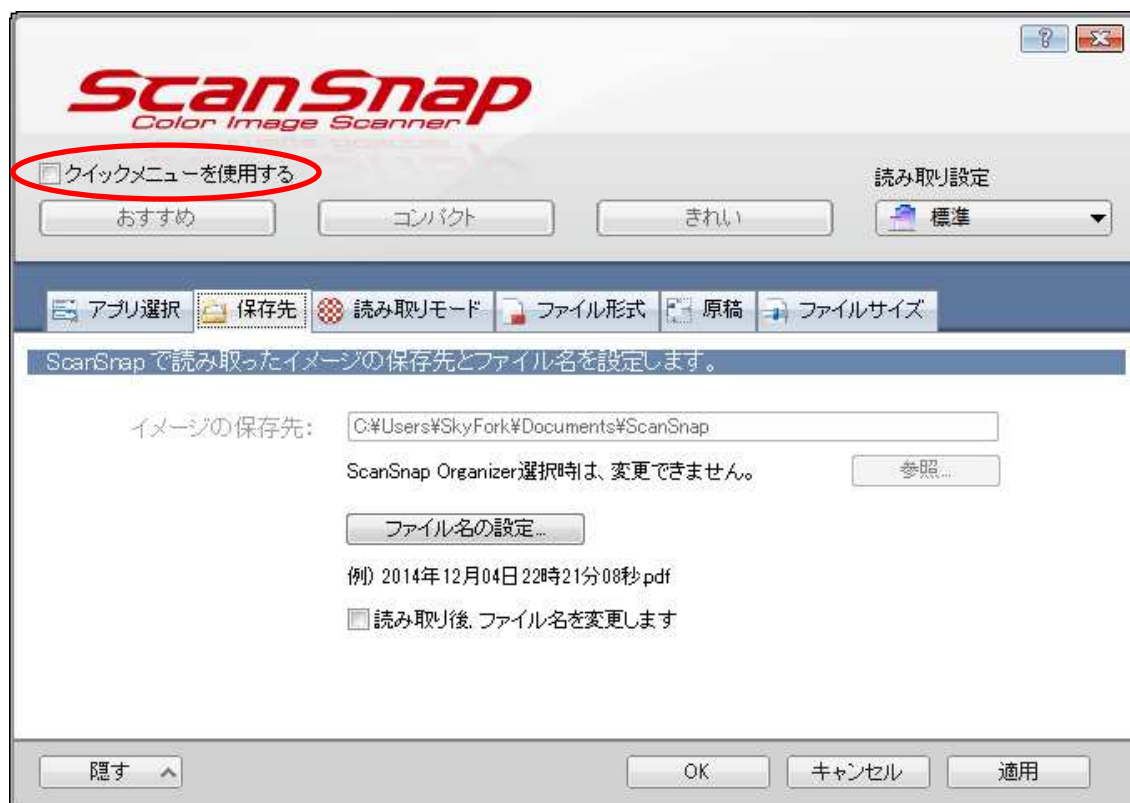 ScanSnap
Color Image Scanner
クイックメニューを使用する
読み取り設定
おすすめ
コンパクト
きれい
標準
アプリ選択
保存先
読み取りモード
ファイル形式
原稿
ファイルサイズ
ScanSnap で読み取ったイメージの保存先とファイル名を設定します。
イメージの保存先:
C:¥Users¥SkyFork¥Documents¥ScanSnap
ScanSnap Organizer選択時は、変更できません。
参照...
ファイル名の設定...
例) 2014年12月04日22時21分08秒.pdf
読み取り後、ファイル名を変更します
隠す
OK
キャンセル
適用